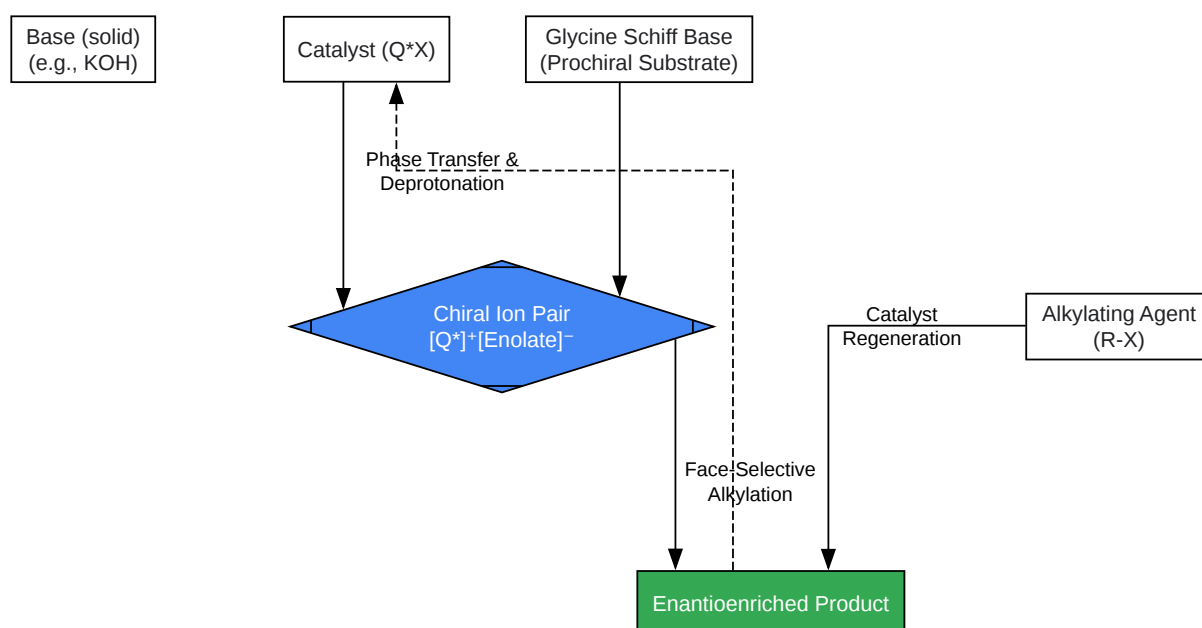 Base (solid)
(e.g., KOH)
Catalyst (Q*X)
Glycine Schiff Base
(Prochiral Substrate)
Phase Transfer &
Deprotonation
Chiral Ion Pair
[Q*]⁺[Enolate]⁻
Catalyst
Regeneration
Alkylating Agent
(R-X)
Face-Selective
Alkylation
Enantioenriched Product